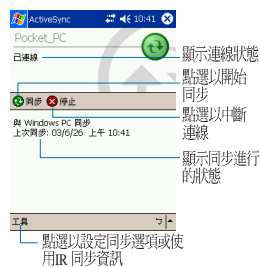 ActiveSync
10:41
Pocket_PC
已連線
同步 停止
與 Windows PC 同步
上次同步: 03/6/26 上午 10:41
工具
顯示連線狀態
點選以開始
同步
點選以中斷
連線
顯示同步進行
的狀態
點選以設定同步選項或使
用IR 同步資訊